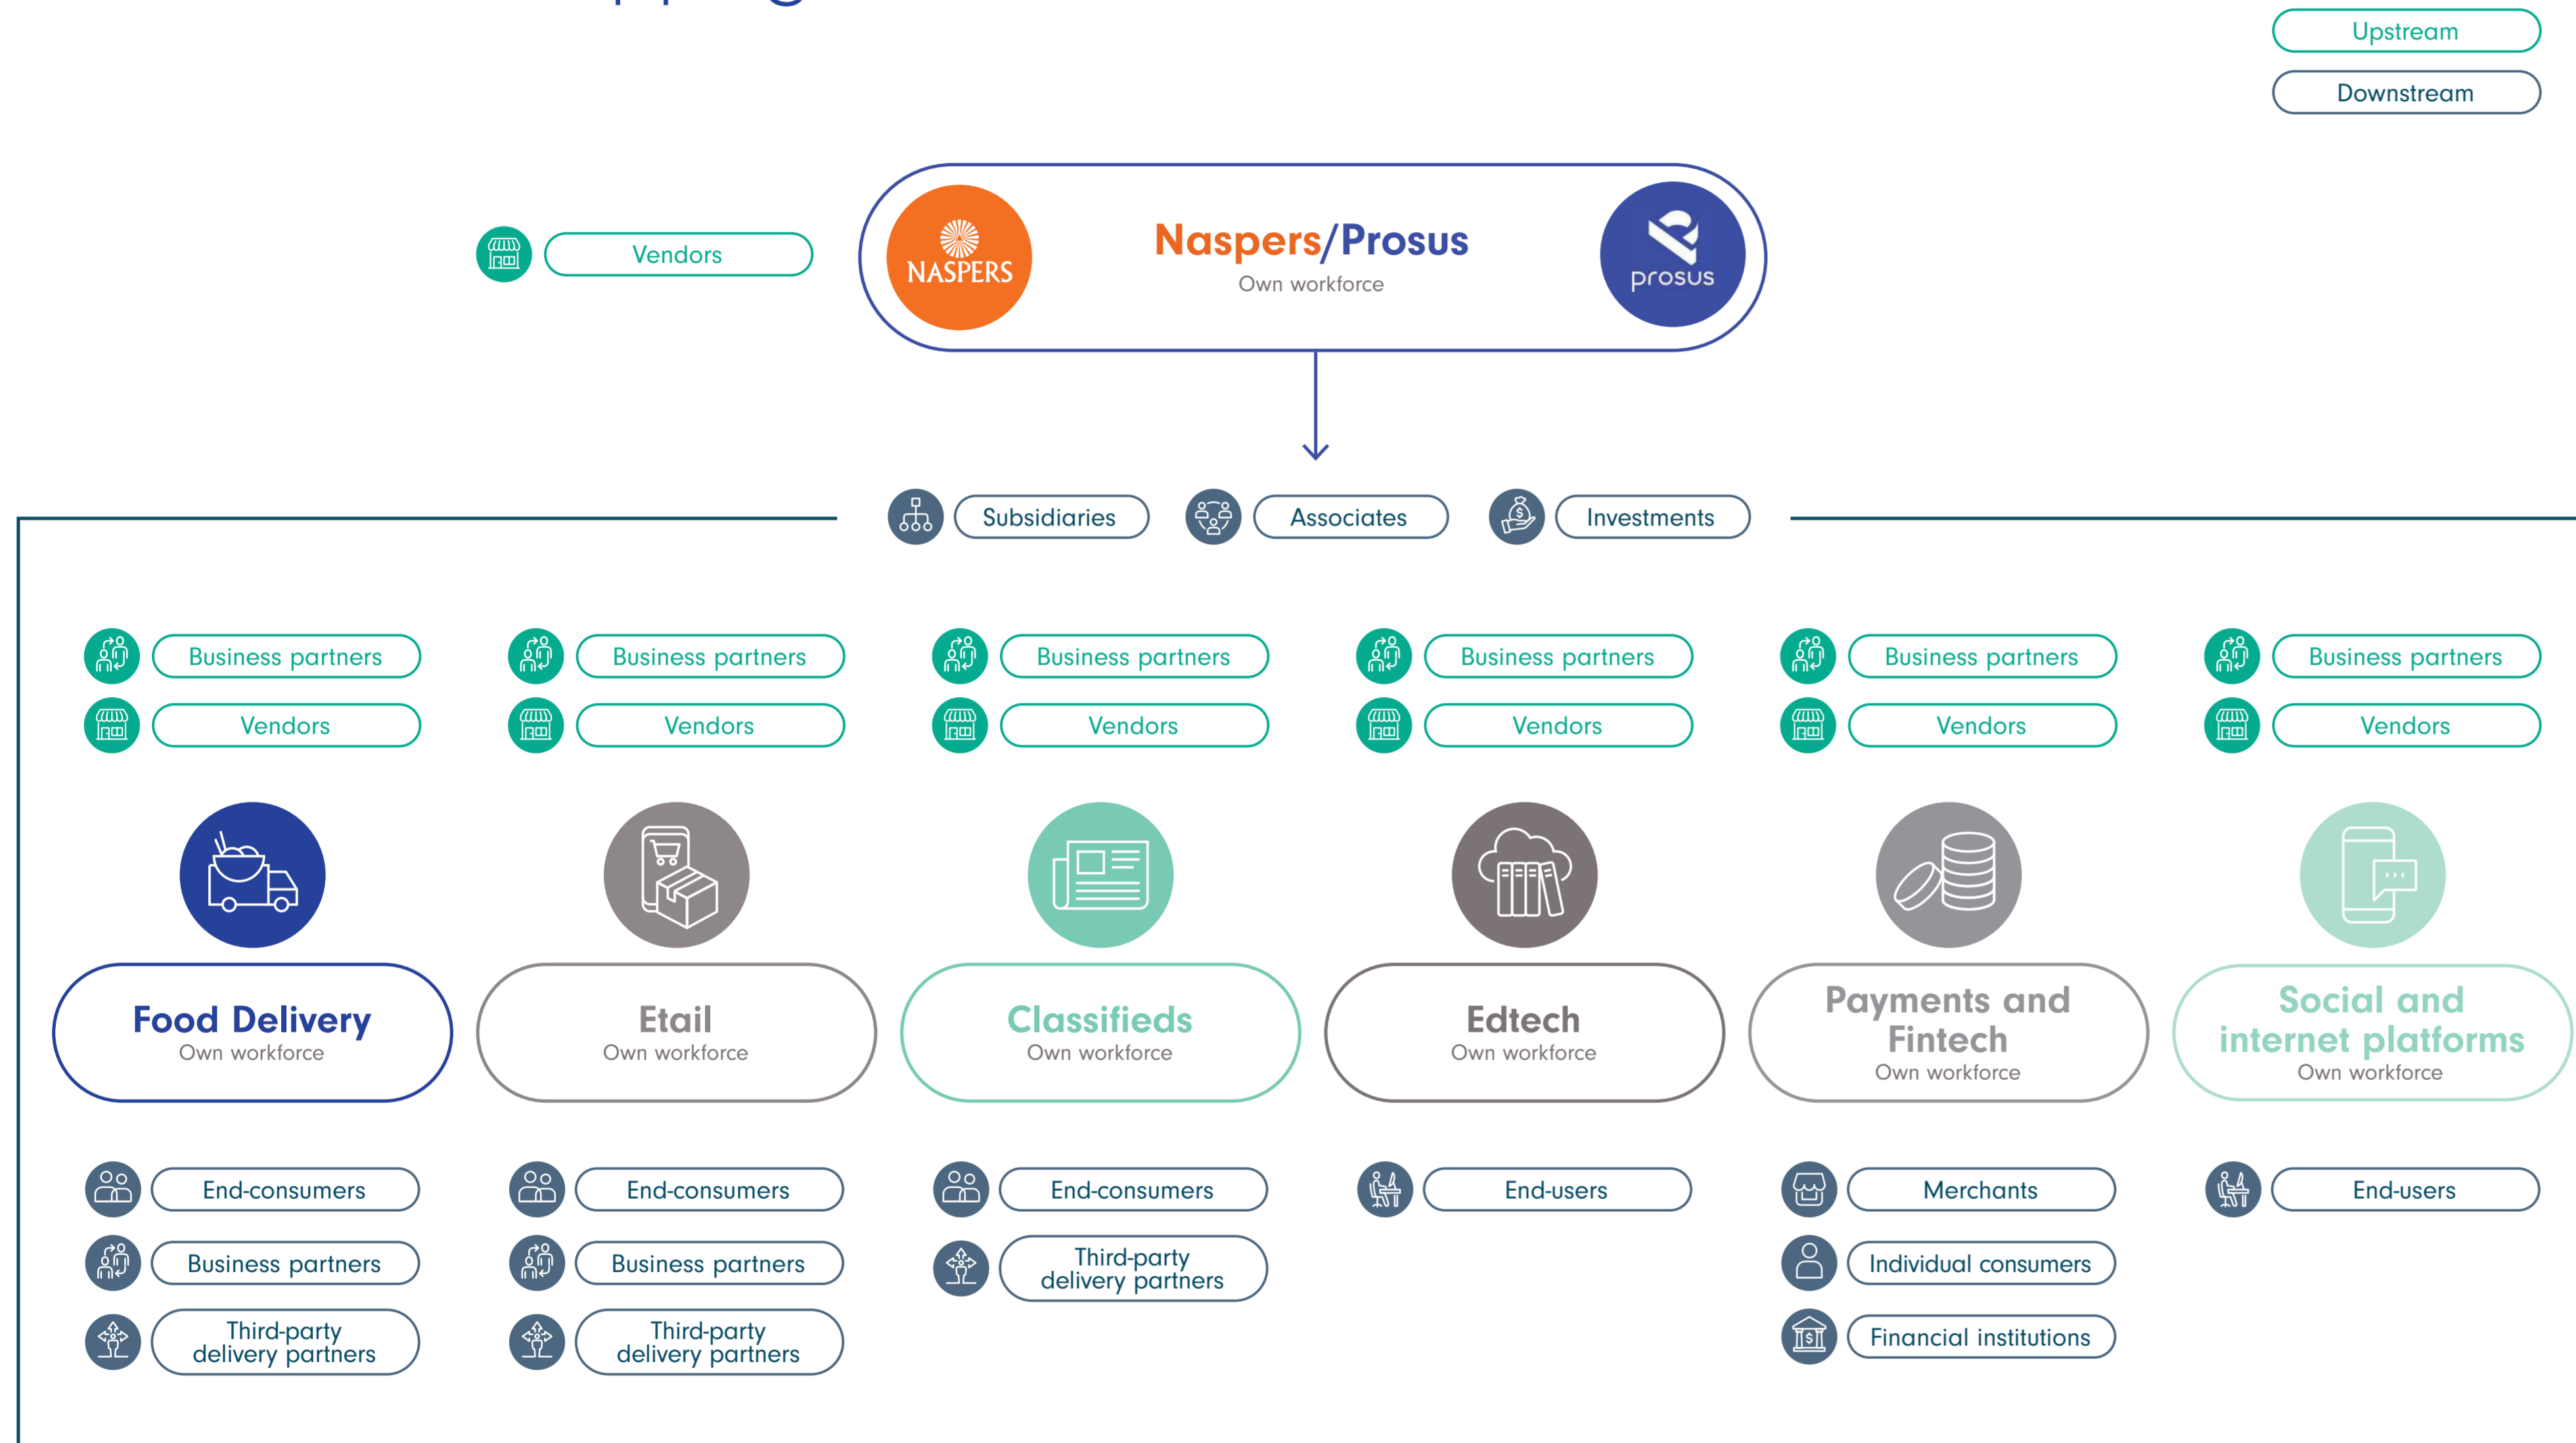 Upstream
Downstream
Vendors
NASPERS
Naspers/Prosus
Own workforce
prosus
Subsidiaries
Associates
Investments
Business partners
Business partners
Business partners
Business partners
Business partners
Business partners
Vendors
Vendors
Vendors
Vendors
Vendors
Vendors
Food Delivery
Own workforce
Etail
Own workforce
Classifieds
Own workforce
Edtech
Own workforce
Payments and
Fintech
Own workforce
Social and
internet platforms
Own workforce
End-consumers
Business partners
Third-party
delivery partners
End-consumers
Business partners
Third-party
delivery partners
End-consumers
Third-party
delivery partners
End-users
Merchants
Individual consumers
Financial institutions
End-users